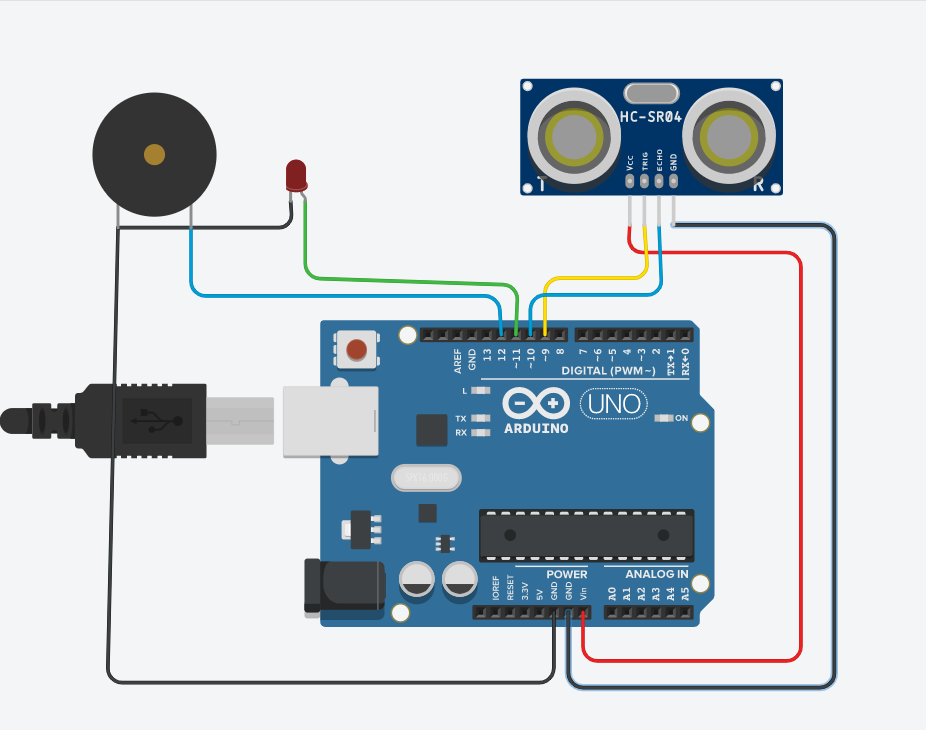 HC-SR04
VCC
TRIG
ECHO
GND
T
R
AREF
GND
13
12
~11
~10
~9
8
7
~6
~5
4
~3
2
TX→1
RX←0
DIGITAL (PWM~)
L
TX
RX
UNO
ARDUINO
ON
POWER
ANALOG IN
IOREF
RESET
3.3V
5V
GND
GND
Vin
A0
A1
A2
A3
A4
A5